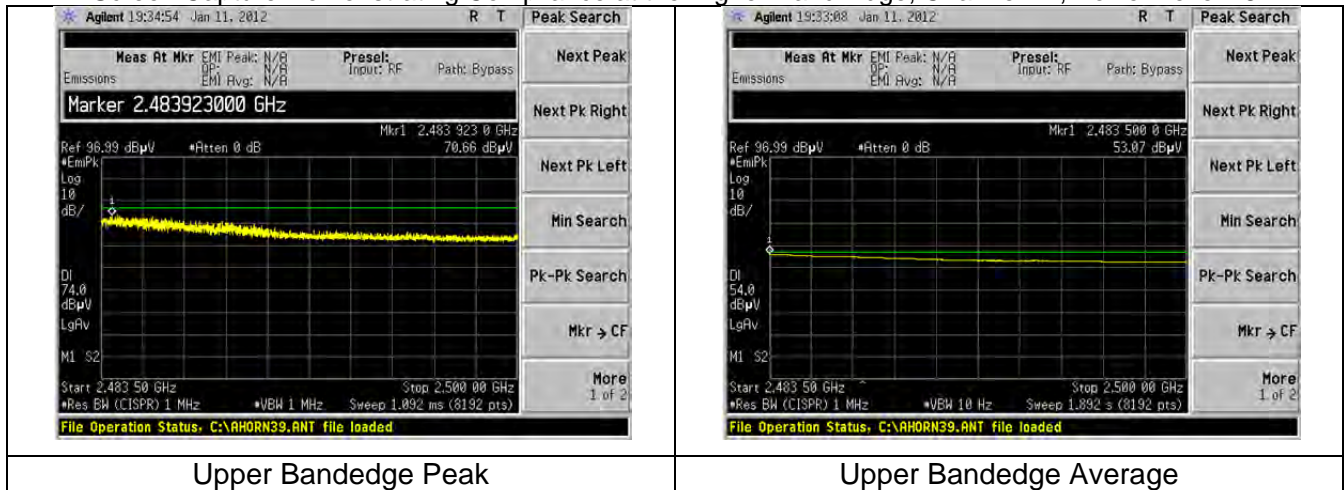 Agilent 19:34:54 Jan 11, 2012 R T
Peak Search
Meas At Mkr EMI Peak: N/A Presel:
QP: N/A Input: RF Path: Bypass
Emissions EMI Avg: N/A
Marker 2.483923000 GHz
Mkr1 2.483 923 0 GHz
Ref 96.99 dBµV #Atten 0 dB 70.66 dBµV
#EmiPk
Log
10
dB/
1
DI
74.0
dBµV
LgAv
M1 S2
Start 2.483 50 GHz Stop 2.500 00 GHz
#Res BW (CISPR) 1 MHz #VBW 1 MHz Sweep 1.092 ms (8192 pts)
File Operation Status, C:\AHORN39.ANT file loaded
Next Peak
Next Pk Right
Next Pk Left
Min Search
Pk-Pk Search
Mkr → CF
More
1 of 2
Upper Bandedge Peak
Agilent 19:33:08 Jan 11, 2012 R T
Peak Search
Meas At Mkr EMI Peak: N/A Presel:
QP: N/A Input: RF Path: Bypass
Emissions EMI Avg: N/A
Mkr1 2.483 500 0 GHz
Ref 96.99 dBµV #Atten 0 dB 53.07 dBµV
#EmiPk
Log
10
dB/
1
DI
54.0
dBµV
LgAv
M1 S2
Start 2.483 50 GHz ^ Stop 2.500 00 GHz
#Res BW (CISPR) 1 MHz #VBW 10 Hz Sweep 1.892 s (8192 pts)
File Operation Status, C:\AHORN39.ANT file loaded
Next Peak
Next Pk Right
Next Pk Left
Min Search
Pk-Pk Search
Mkr → CF
More
1 of 2
Upper Bandedge Average